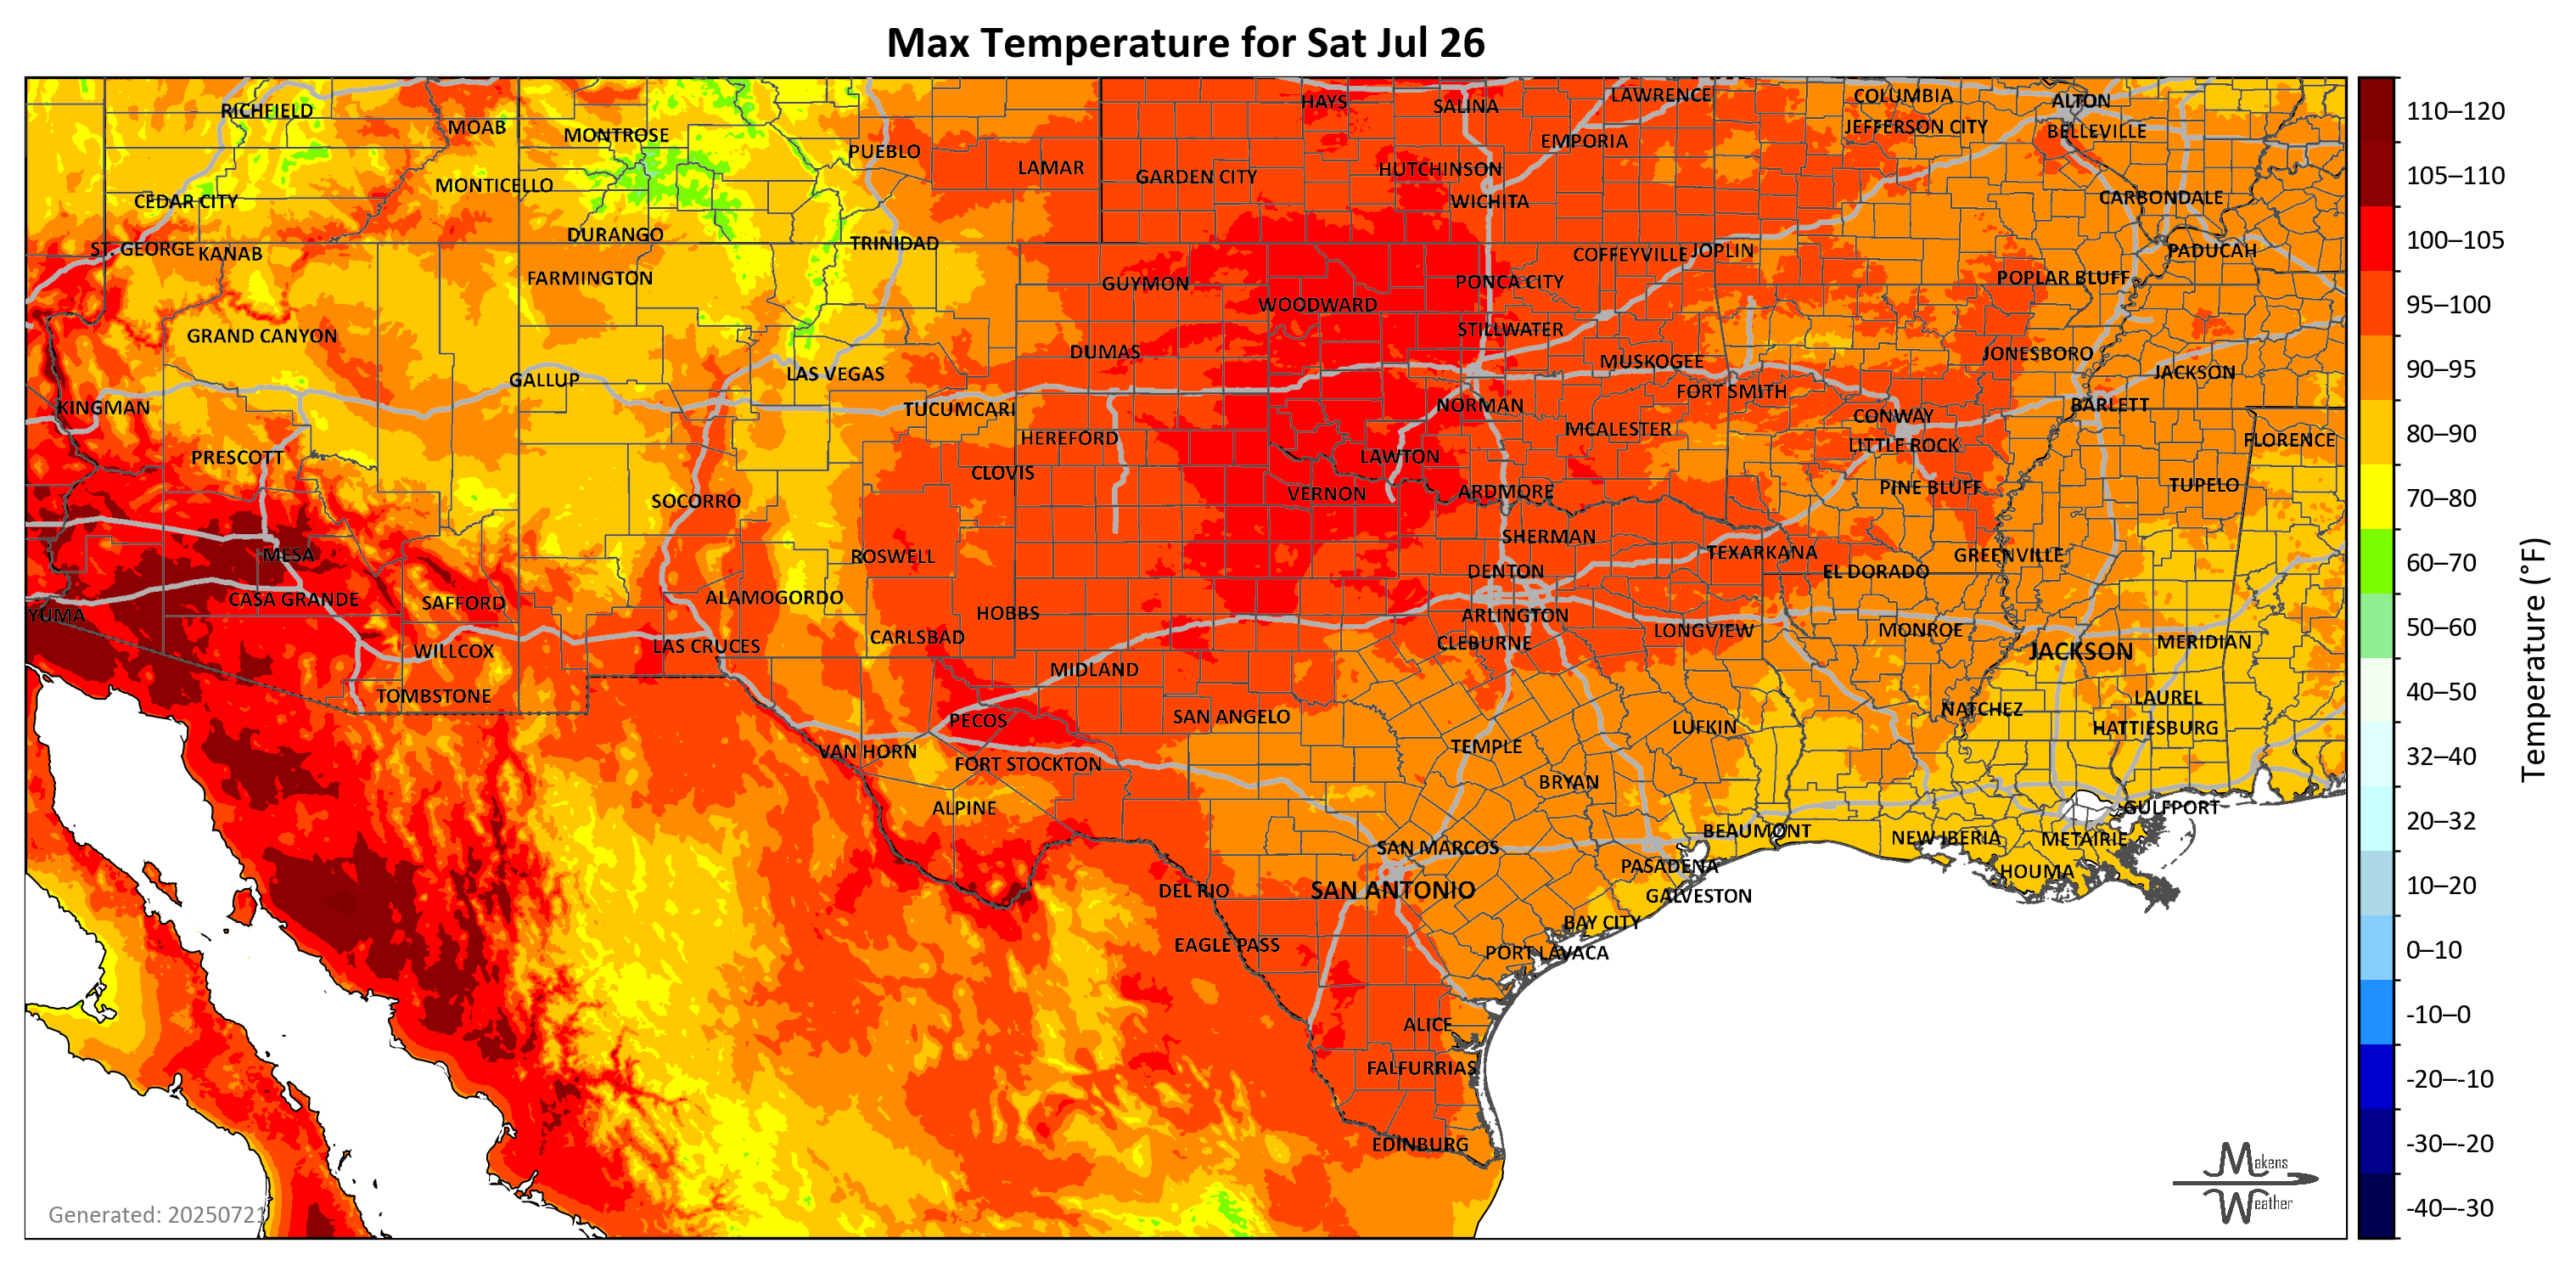 Max Temperature for Sat Jul 26
RICHFIELD
MOAB
MONTROSE
PUEBLO
LAMAR
HAYS
SALINA
LAWRENCE
COLUMBIA
ALTON
JEFFERSON CITY
BELLEVILLE
EMPORIA
GARDEN CITY
HUTCHINSON
MONTICELLO
CEDAR CITY
WICHITA
CARBONDALE
DURANGO
TRINIDAD
ST. GEORGE
KANAB
COFFEYVILLE
JOPLIN
PADUCAH
FARMINGTON
GUYMON
PONCA CITY
POPLAR BLUFF
WOODWARD
GRAND CANYON
STILLWATER
DUMAS
MUSKOGEE
JONESBORO
GALLUP
LAS VEGAS
JACKSON
FORT SMITH
KINGMAN
TUCUMCARI
NORMAN
BARLETT
CONWAY
HEREFORD
MCALESTER
LITTLE ROCK
FLORENCE
PRESCOTT
CLOVIS
LAWTON
SOCORRO
VERNON
ARDMORE
PINE BLUFF
TUPELO
MESA
ROSWELL
SHERMAN
TEXARKANA
GREENVILLE
DENTON
EL DORADO
CASA GRANDE
SAFFORD
ALAMOGORDO
HOBBS
YUMA
ARLINGTON
WILLCOX
LAS CRUCES
CARLSBAD
CLEBURNE
LONGVIEW
MONROE
JACKSON
MERIDIAN
MIDLAND
TOMBSTONE
PECOS
SAN ANGELO
NATCHEZ
LAUREL
LUFKIN
HATTIESBURG
VAN HORN
FORT STOCKTON
TEMPLE
BRYAN
ALPINE
GULFPORT
BEAUMONT
NEW IBERIA
METAIRIE
SAN MARCOS
PASADENA
HOUMA
DEL RIO
SAN ANTONIO
GALVESTON
BAY CITY
EAGLE PASS
PORT LAVACA
ALICE
FALFURRIAS
EDINBURG
Generated: 20250721
Makens
Weather
110–120
105–110
100–105
95–100
90–95
80–90
70–80
60–70
50–60
40–50
32–40
20–32
10–20
0–10
-10–0
-20–-10
-30–-20
-40–-30
Temperature (°F)